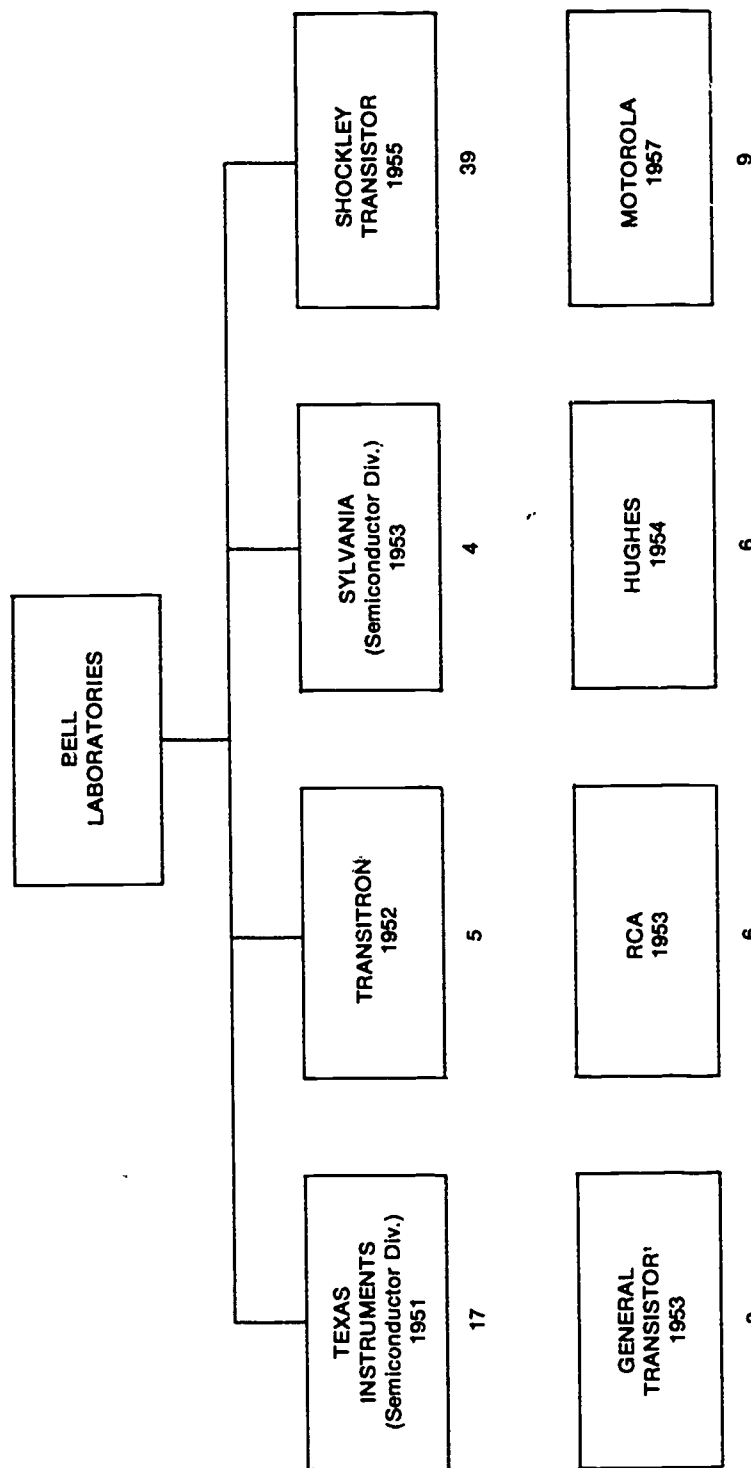 BELL
LABORATORIES
TEXAS
INSTRUMENTS
(Semiconductor Div.)
1951
17
TRANSITRON
1952
5
SYLVANIA
(Semiconductor Div.)
1953
4
SHOCKLEY
TRANSISTOR
1955
39
GENERAL
TRANSISTOR'
1953
RCA
1953
6
HUGHES
1954
6
MOTOROLA
1957
9